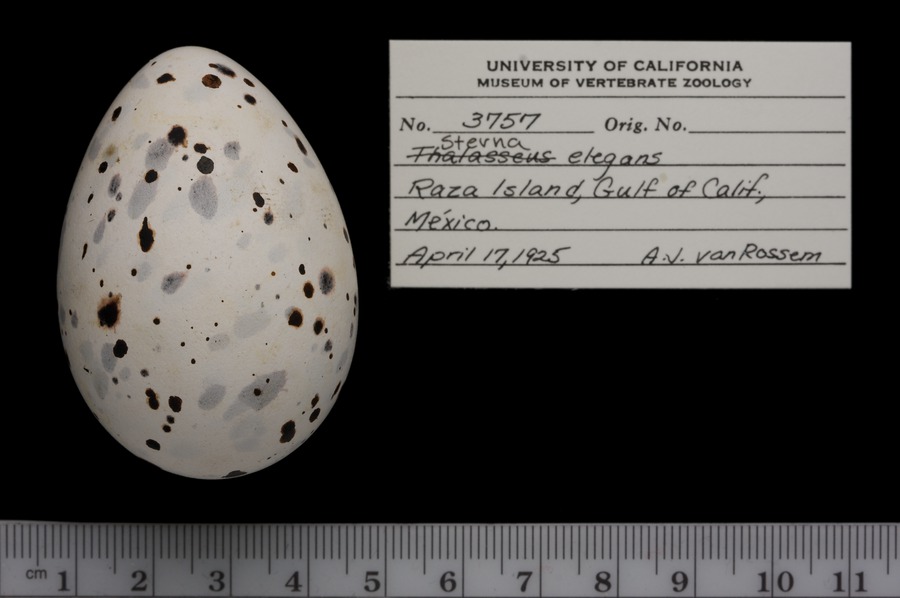 UNIVERSITY OF CALIFORNIA
MUSEUM OF VERTEBRATE ZOOLOGY
No. 3757 Orig. No.
Sterna
Thalasseus elegans
Raza Island, Gulf of Calif.,
México.
April 17, 1925 A.J. van Rossem
cm 1 2 3 4 5 6 7 8 9 10 11